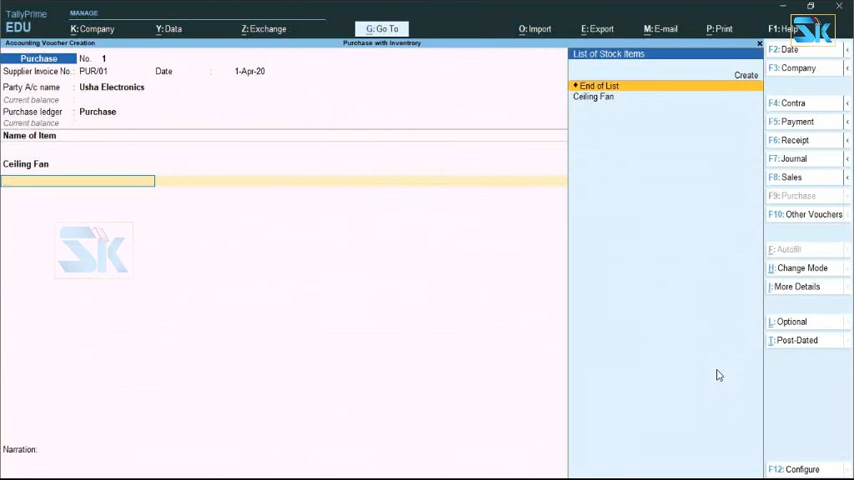 TallyPrime
EDU
MANAGE
K: Company
Y: Data
Z: Exchange
G: Go To
O: Import
E: Export
M: E-mail
P: Print
F1: Help
SK
Accounting Voucher Creation
Purchase with Inventory
Purchase No. 1
Supplier Invoice No.: PUR/01 Date : 1-Apr-20
Party A/c name : Usha Electronics
Current balance :
Purchase ledger : Purchase
Current balance :
Name of Item
Ceiling Fan
SK
Narration:
List of Stock Items
Create
♦ End of List
Ceiling Fan
F2: Date
F3: Company
F4: Contra
F5: Payment
F6: Receipt
F7: Journal
F8: Sales
F9: Purchase
F10: Other Vouchers
E: Autofill
H: Change Mode
I: More Details
L: Optional
T: Post-Dated
F12: Configure